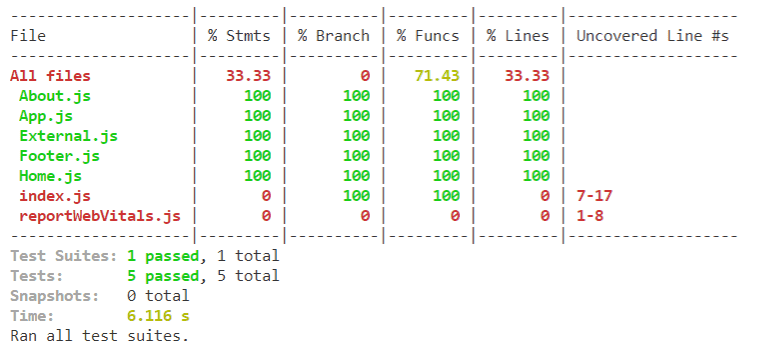 -------------------|---------|----------|---------|---------|-------------------
File               | % Stmts | % Branch | % Funcs | % Lines | Uncovered Line #s
-------------------|---------|----------|---------|---------|-------------------
All files          |   33.33 |        0 |   71.43 |   33.33 |
 About.js          |     100 |      100 |     100 |     100 |
 App.js            |     100 |      100 |     100 |     100 |
 External.js       |     100 |      100 |     100 |     100 |
 Footer.js         |     100 |      100 |     100 |     100 |
 Home.js           |     100 |      100 |     100 |     100 |
 index.js          |       0 |      100 |     100 |       0 | 7-17
 reportWebVitals.js |       0 |        0 |       0 |       0 | 1-8
-------------------|---------|----------|---------|---------|-------------------
Test Suites: 1 passed, 1 total
Tests:       5 passed, 5 total
Snapshots:   0 total
Time:        6.116 s
Ran all test suites.